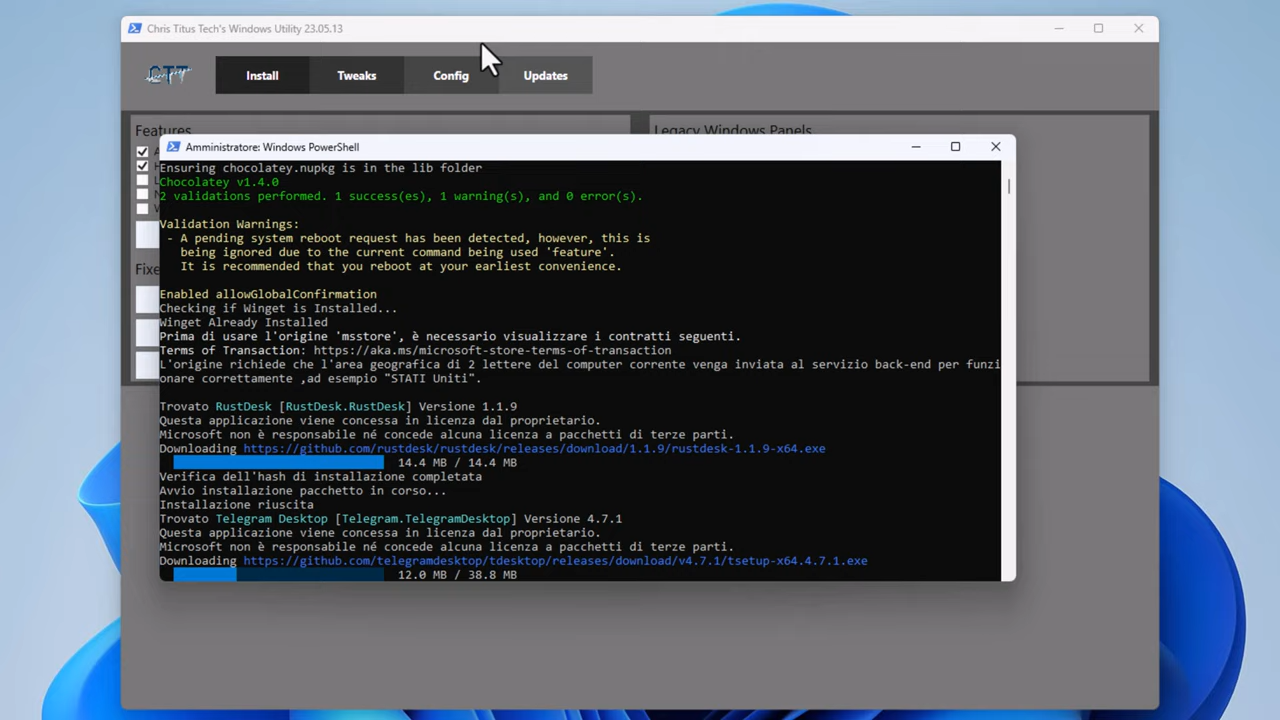 Chris Titus Tech's Windows Utility 23.05.13
CTT
Install
Tweaks
Config
Updates
Features
Legacy Windows Panels
Amministratore: Windows PowerShell
Ensuring chocolatey.nupkg is in the lib folder
Chocolatey v1.4.0
2 validations performed. 1 success(es), 1 warning(s), and 0 error(s).
Validation Warnings:
- A pending system reboot request has been detected, however, this is
being ignored due to the current command being used 'feature'.
It is recommended that you reboot at your earliest convenience.
Enabled allowGlobalConfirmation
Checking if Winget is Installed...
Winget Already Installed
Prima di usare l'origine 'msstore', è necessario visualizzare i contratti seguenti.
Terms of Transaction: https://aka.ms/microsoft-store-terms-of-transaction
L'origine richiede che l'area geografica di 2 lettere del computer corrente venga inviata al servizio back-end per funzi
onare correttamente ,ad esempio "STATI Uniti".
Trovato RustDesk [RustDesk.RustDesk] Versione 1.1.9
Questa applicazione viene concessa in licenza dal proprietario.
Microsoft non è responsabile né concede alcuna licenza a pacchetti di terze parti.
Downloading https://github.com/rustdesk/rustdesk/releases/download/1.1.9/rustdesk-1.1.9-x64.exe
14.4 MB / 14.4 MB
Verifica dell'hash di installazione completata
Avvio installazione pacchetto in corso...
Installazione riuscita
Trovato Telegram Desktop [Telegram.TelegramDesktop] Versione 4.7.1
Questa applicazione viene concessa in licenza dal proprietario.
Microsoft non è responsabile né concede alcuna licenza a pacchetti di terze parti.
Downloading https://github.com/telegramdesktop/tdesktop/releases/download/v4.7.1/tsetup-x64.4.7.1.exe
12.0 MB / 38.8 MB